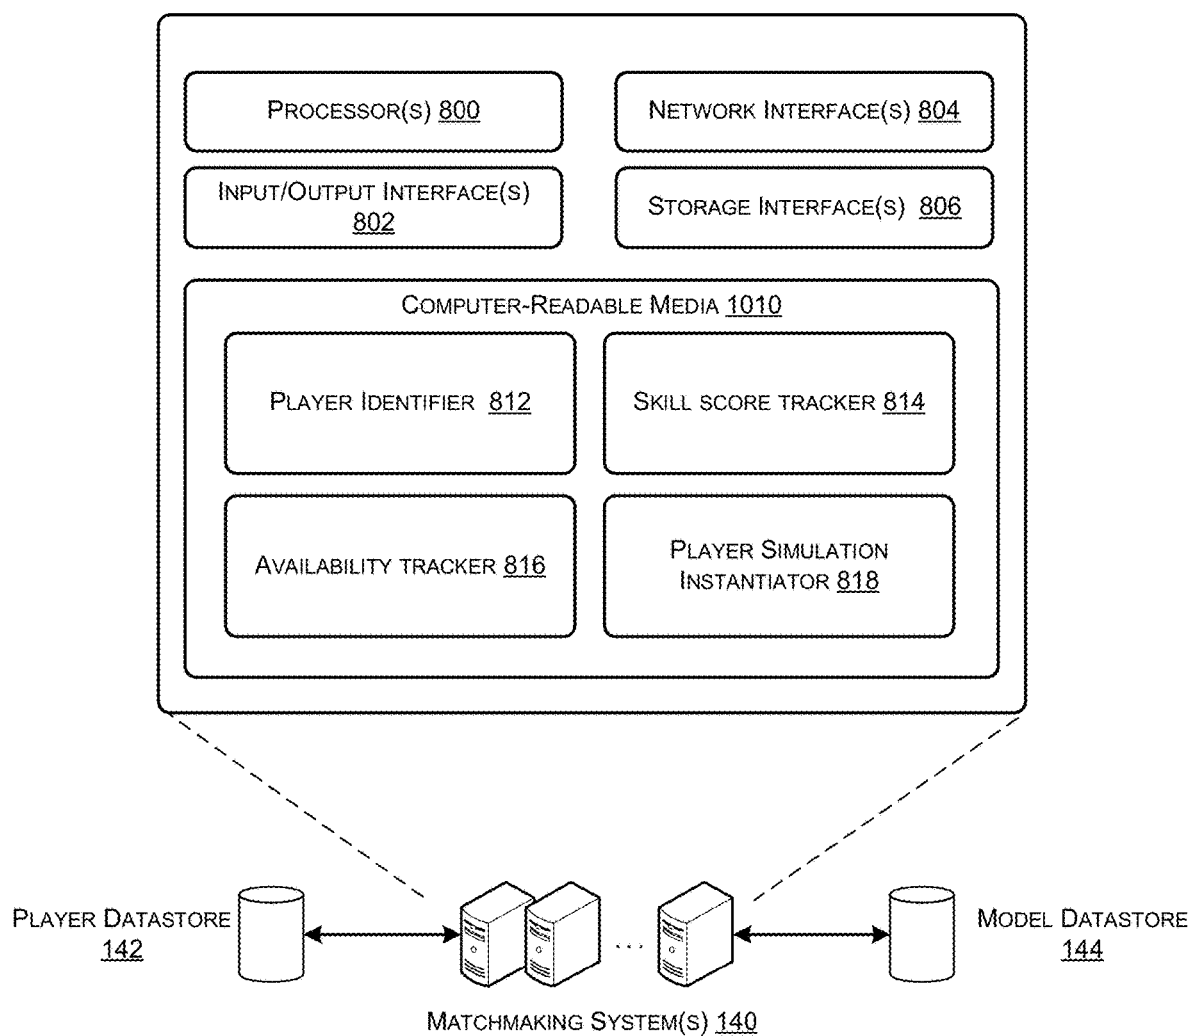 PROCESSOR(S) 800
NETWORK INTERFACE(S) 804
INPUT/OUTPUT INTERFACE(S)
802
STORAGE INTERFACE(S) 806
COMPUTER-READABLE MEDIA 1010
PLAYER IDENTIFIER 812
SKILL SCORE TRACKER 814
AVAILABILITY TRACKER 816
PLAYER SIMULATION
INSTANTIATOR 818
PLAYER DATASTORE
142
...
MODEL DATASTORE
144
MATCHMAKING SYSTEM(S) 140